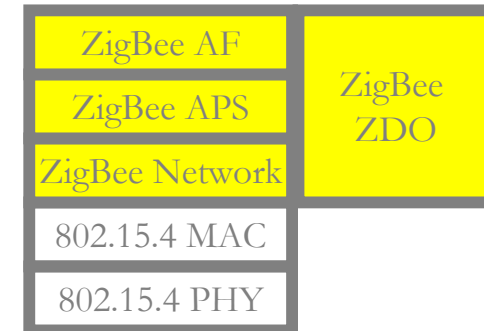 ZigBee AF
ZigBee APS
ZigBee Network
802.15.4 MAC
802.15.4 PHY
ZigBee
ZDO